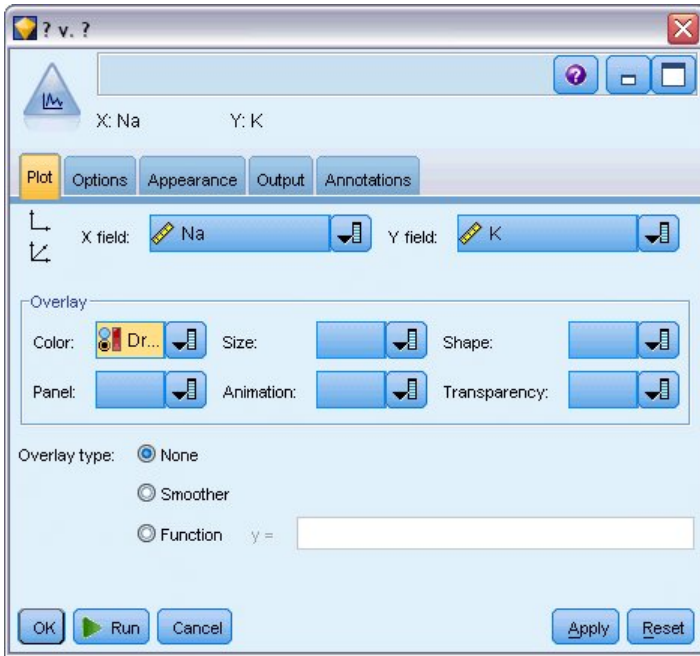 ? v. ?
X: Na Y: K
Plot Options Appearance Output Annotations
X field: Na Y field: K
Overlay
Color: Dr... Size: Shape:
Panel: Animation: Transparency:
Overlay type: None
Smoother
Function y =
OK Run Cancel Apply Reset